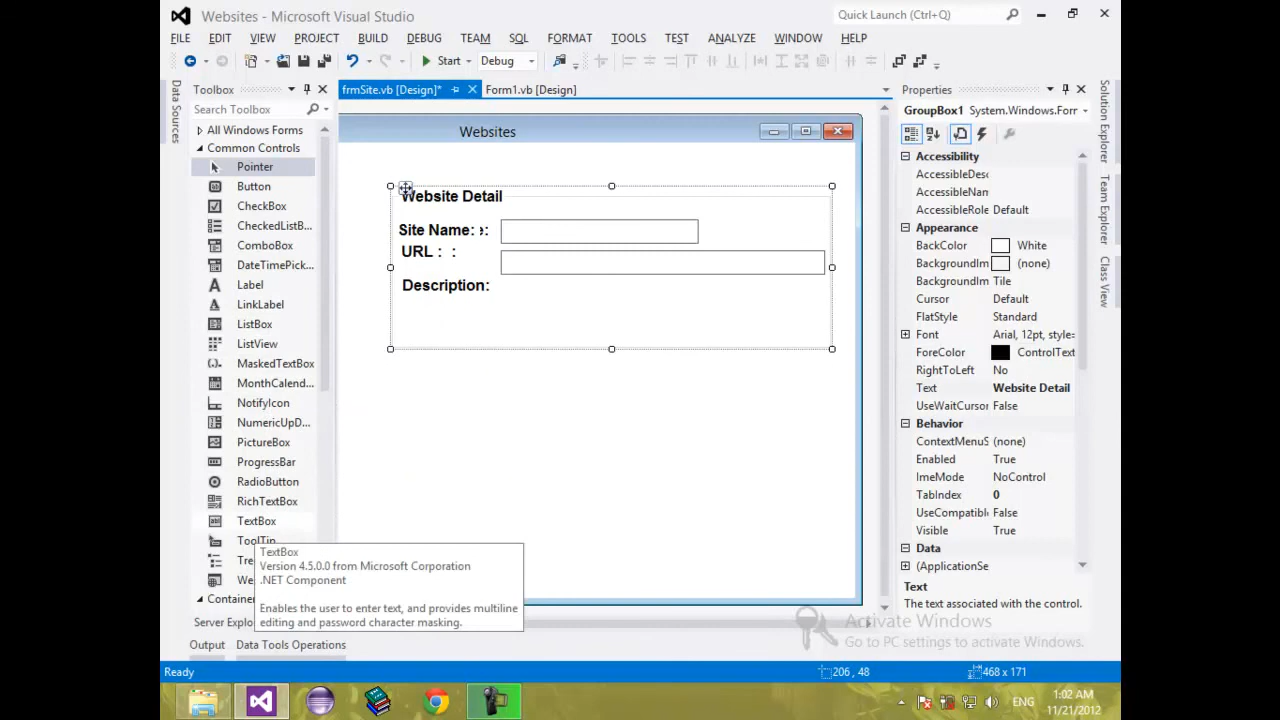 Websites - Microsoft Visual Studio
Quick Launch (Ctrl+Q)
FILE EDIT VIEW PROJECT BUILD DEBUG TEAM SQL FORMAT TOOLS TEST ANALYZE WINDOW HELP
Start Debug
Data Sources
Toolbox
Search Toolbox
All Windows Forms
Common Controls
Pointer
Button
CheckBox
CheckedListB...
ComboBox
DateTimePick...
Label
LinkLabel
ListBox
ListView
MaskedTextBox
MonthCalend...
NotifyIcon
NumericUpD...
PictureBox
ProgressBar
RadioButton
RichTextBox
TextBox
ToolTip
Tre
We
Container
TextBox
Version 4.5.0.0 from Microsoft Corporation
.NET Component
Enables the user to enter text, and provides multiline
editing and password character masking.
Server Explo
Output Data Tools Operations
frmSite.vb [Design]* Form1.vb [Design]
Websites
Website Detail
Site Name: :
URL : :
Description:
Properties
GroupBox1 System.Windows.Forr
Accessibility
AccessibleDesc
AccessibleNam
AccessibleRole Default
Appearance
BackColor White
BackgroundIm (none)
BackgroundIm Tile
Cursor Default
FlatStyle Standard
Font Arial, 12pt, style=
ForeColor ControlText
RightToLeft No
Text Website Detail
UseWaitCursor False
Behavior
ContextMenuS (none)
Enabled True
ImeMode NoControl
TabIndex 0
UseCompatible False
Visible True
Data
(ApplicationSe
Text
The text associated with the control.
Solution Explorer
Team Explorer
Class View
Activate Windows
Go to PC settings to activate Windows.
Ready
206 , 48
468 x 171
ENG
1:02 AM
11/21/2012